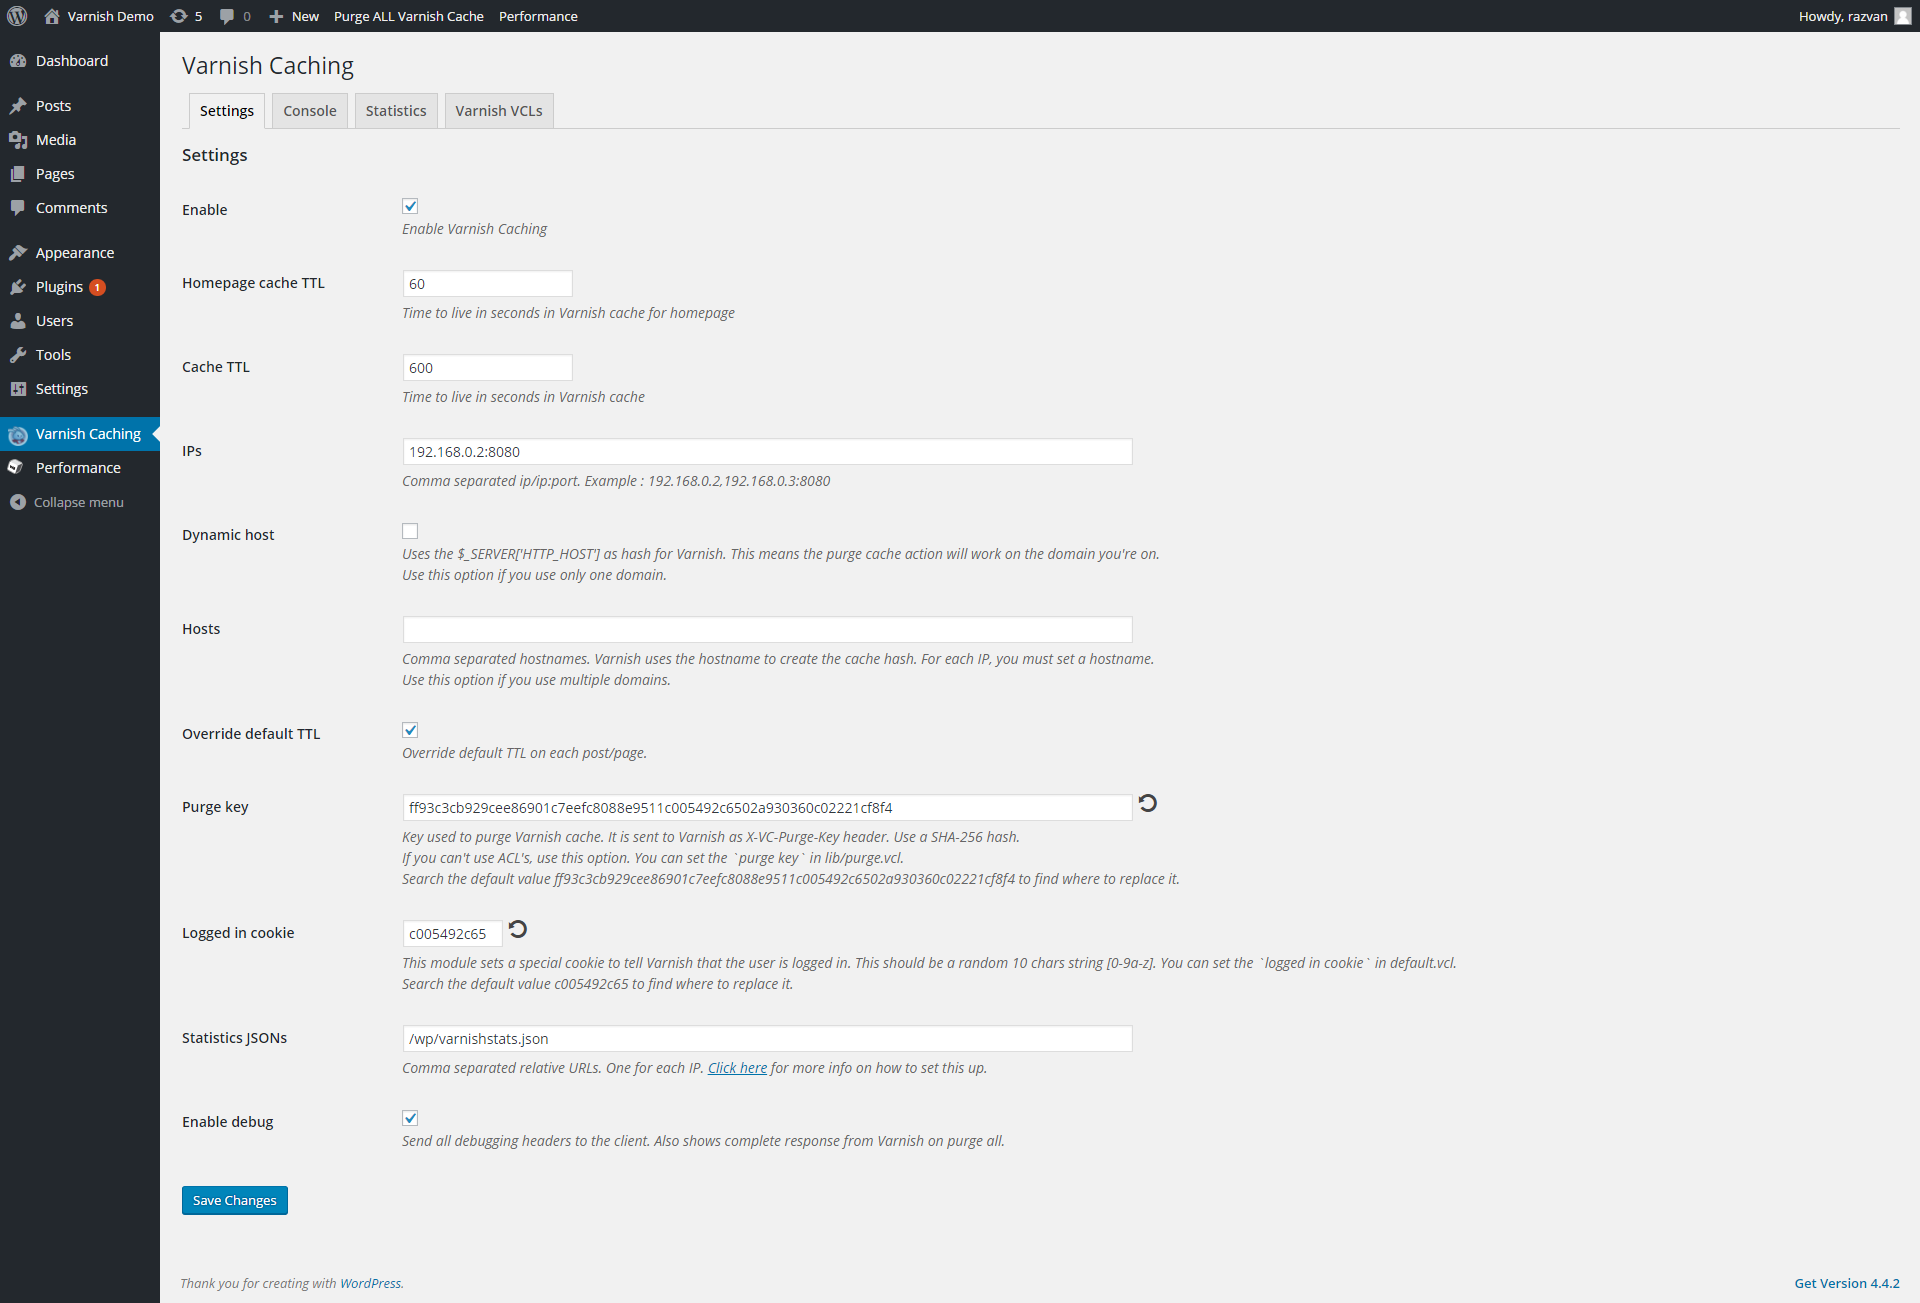 Varnish Demo 5 0 New Purge ALL Varnish Cache Performance Howdy, razvan
Dashboard
Posts
Media
Pages
Comments
Appearance
Plugins 1
Users
Tools
Settings
Varnish Caching
Performance
Collapse menu
Varnish Caching
Settings Console Statistics Varnish VCLs
Settings
Enable
Enable Varnish Caching
Homepage cache TTL 60
Time to live in seconds in Varnish cache for homepage
Cache TTL 600
Time to live in seconds in Varnish cache
IPs 192.168.0.2:8080
Comma separated ip/ip:port. Example : 192.168.0.2,192.168.0.3:8080
Dynamic host
Uses the $_SERVER['HTTP_HOST'] as hash for Varnish. This means the purge cache action will work on the domain you're on.
Use this option if you use only one domain.
Hosts
Comma separated hostnames. Varnish uses the hostname to create the cache hash. For each IP, you must set a hostname.
Use this option if you use multiple domains.
Override default TTL
Override default TTL on each post/page.
Purge key ff93c3cb929cee86901c7eefc8088e9511c005492c6502a930360c02221cf8f4
Key used to purge Varnish cache. It is sent to Varnish as X-VC-Purge-Key header. Use a SHA-256 hash.
If you can't use ACL's, use this option. You can set the `purge key` in lib/purge.vcl.
Search the default value ff93c3cb929cee86901c7eefc8088e9511c005492c6502a930360c02221cf8f4 to find where to replace it.
Logged in cookie c005492c65
This module sets a special cookie to tell Varnish that the user is logged in. This should be a random 10 chars string [0-9a-z]. You can set the `logged in cookie` in default.vcl.
Search the default value c005492c65 to find where to replace it.
Statistics JSONs /wp/varnishstats.json
Comma separated relative URLs. One for each IP. Click here for more info on how to set this up.
Enable debug
Send all debugging headers to the client. Also shows complete response from Varnish on purge all.
Save Changes
Thank you for creating with WordPress. Get Version 4.4.2